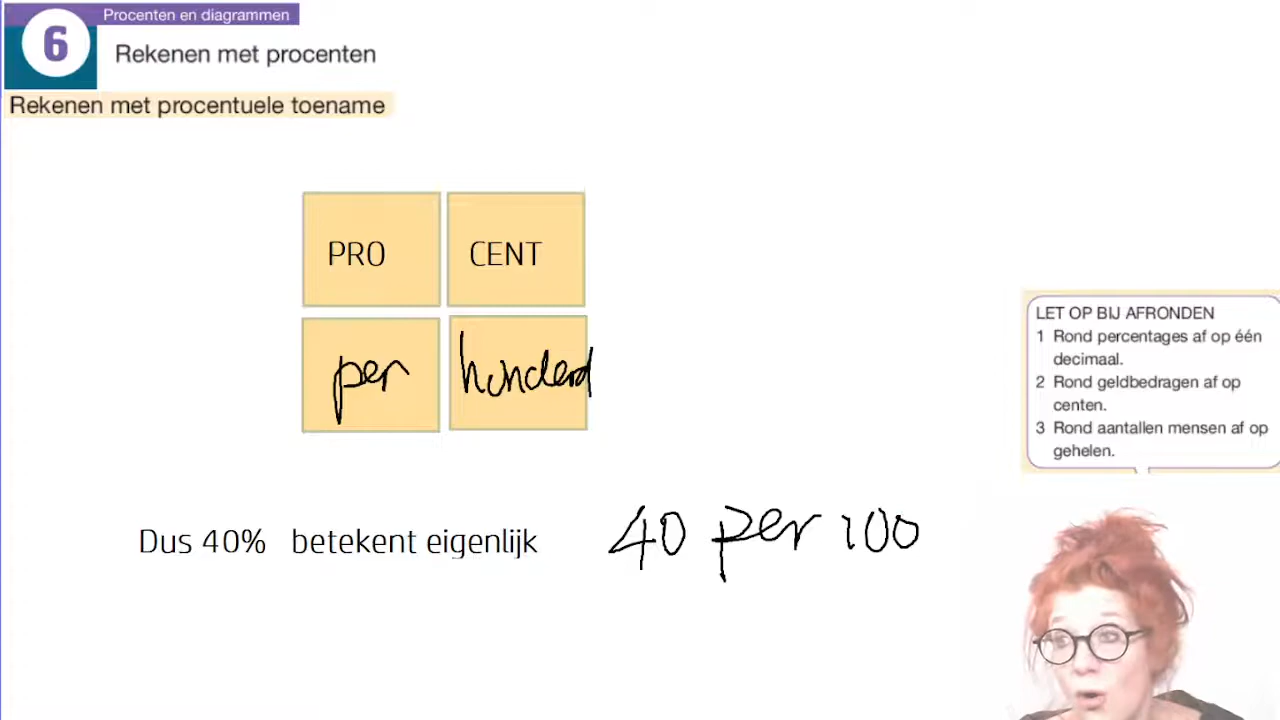 Procenten en diagrammen
6
Rekenen met procenten
Rekenen met procentuele toename
PRO CENT
per honderd
LET OP BIJ AFRONDEN
1 Rond percentages af op één
decimaal.
2 Rond geldbedragen af op
centen.
3 Rond aantallen mensen af op
gehelen.
Dus 40% betekent eigenlijk 40 per 100